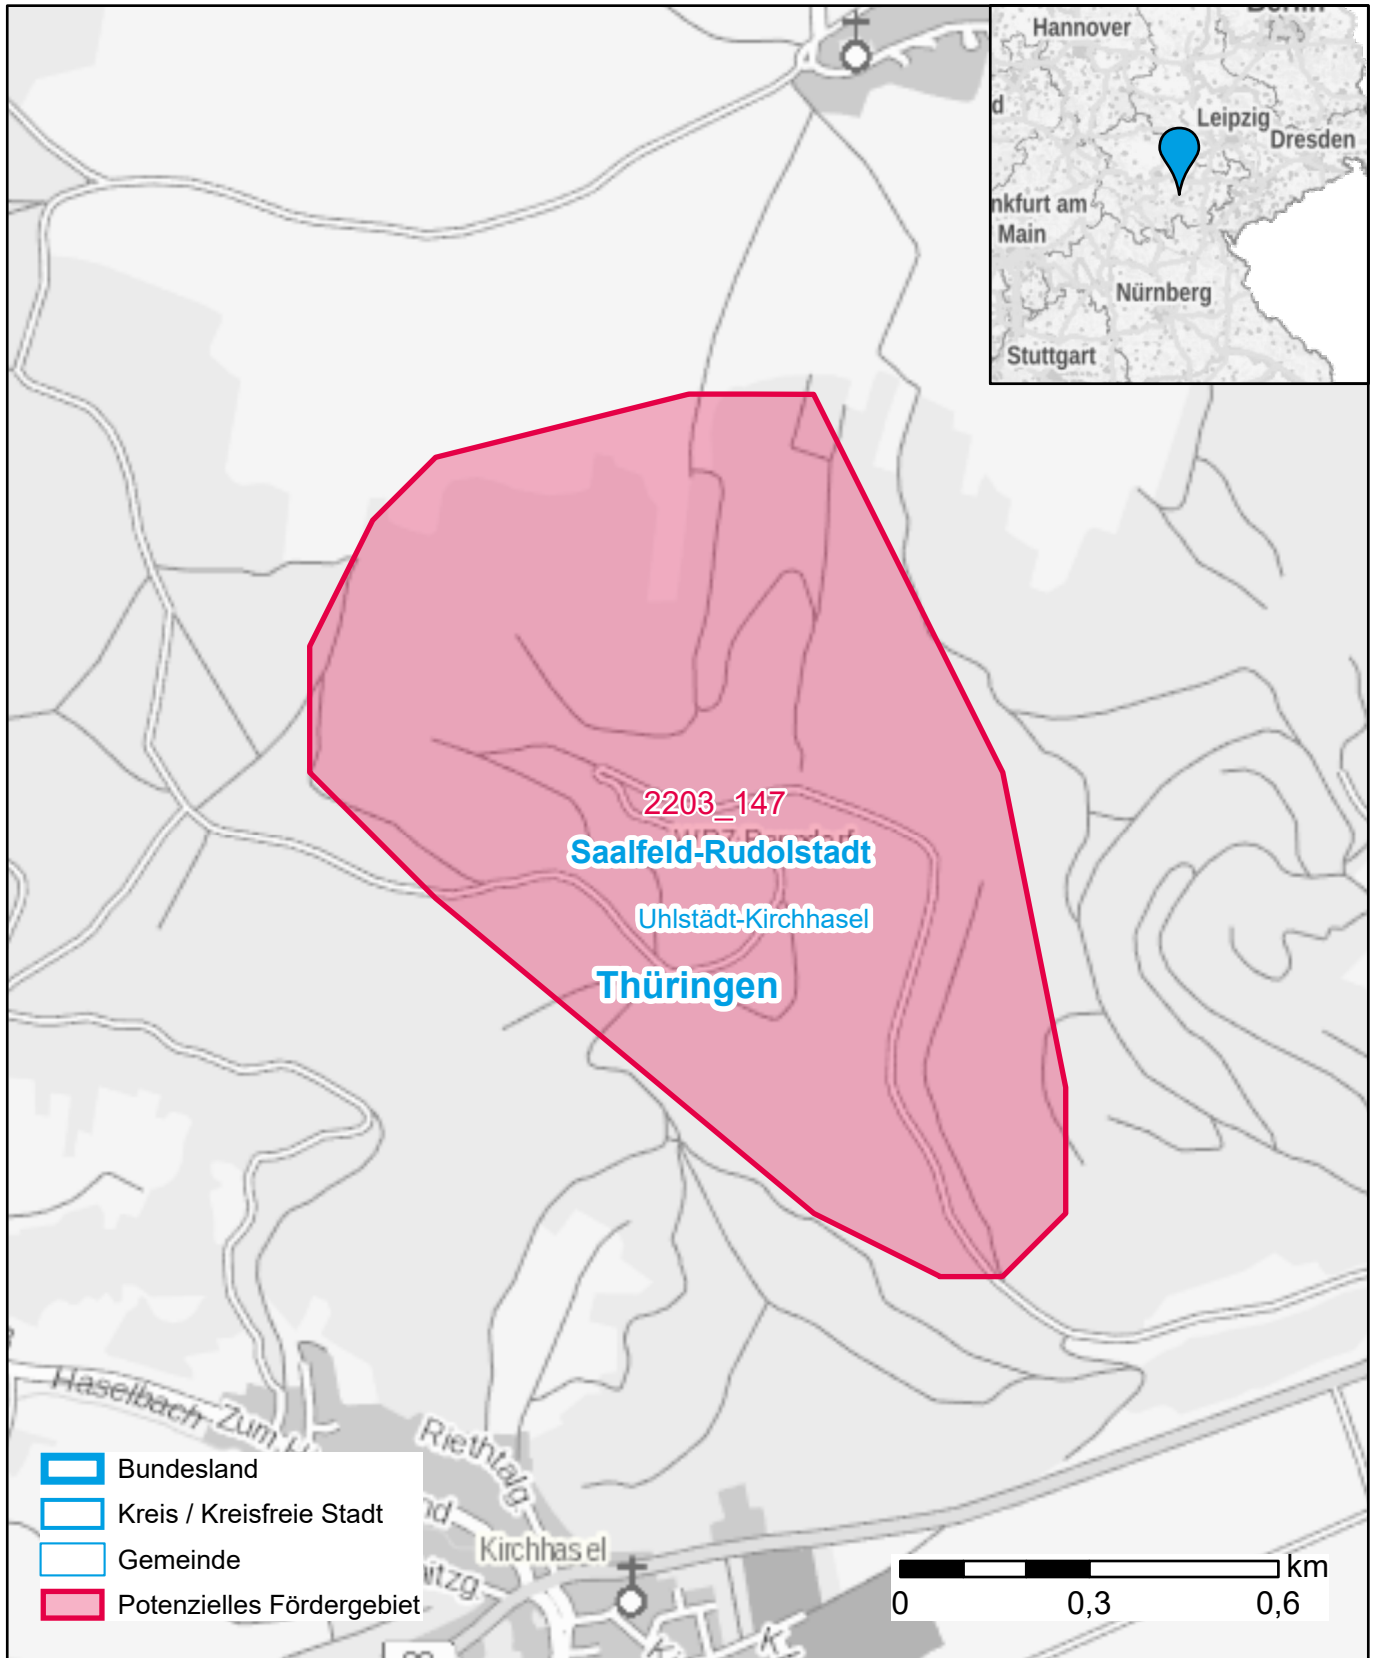 Berlin
Hannover
Leipzig
Dresden
nkfurt am
Main
Nürnberg
Stuttgart
2203_147
Saalfeld-Rudolstadt
Uhlstädt-Kirchhasel
Thüringen
Haselbach
Zum
Riethtalg.
Kirchhasel
Bundesland
Kreis / Kreisfreie Stadt
Gemeinde
Potenzielles Fördergebiet
km
0 0,3 0,6